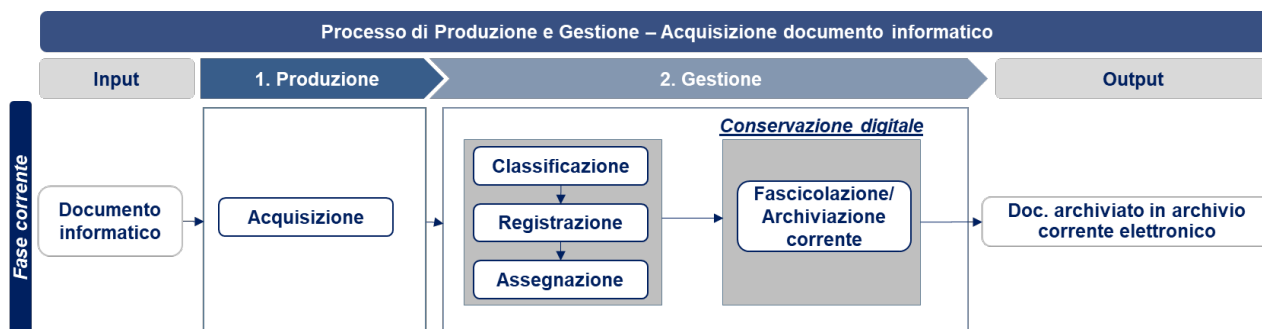 Processo di Produzione e Gestione – Acquisizione documento informatico
Input
1. Produzione
2. Gestione
Output
Fase corrente
Documento
informatico
Acquisizione
Classificazione
Registrazione
Assegnazione
Conservazione digitale
Fascicolazione/
Archiviazione
corrente
Doc. archiviato in archivio
corrente elettronico